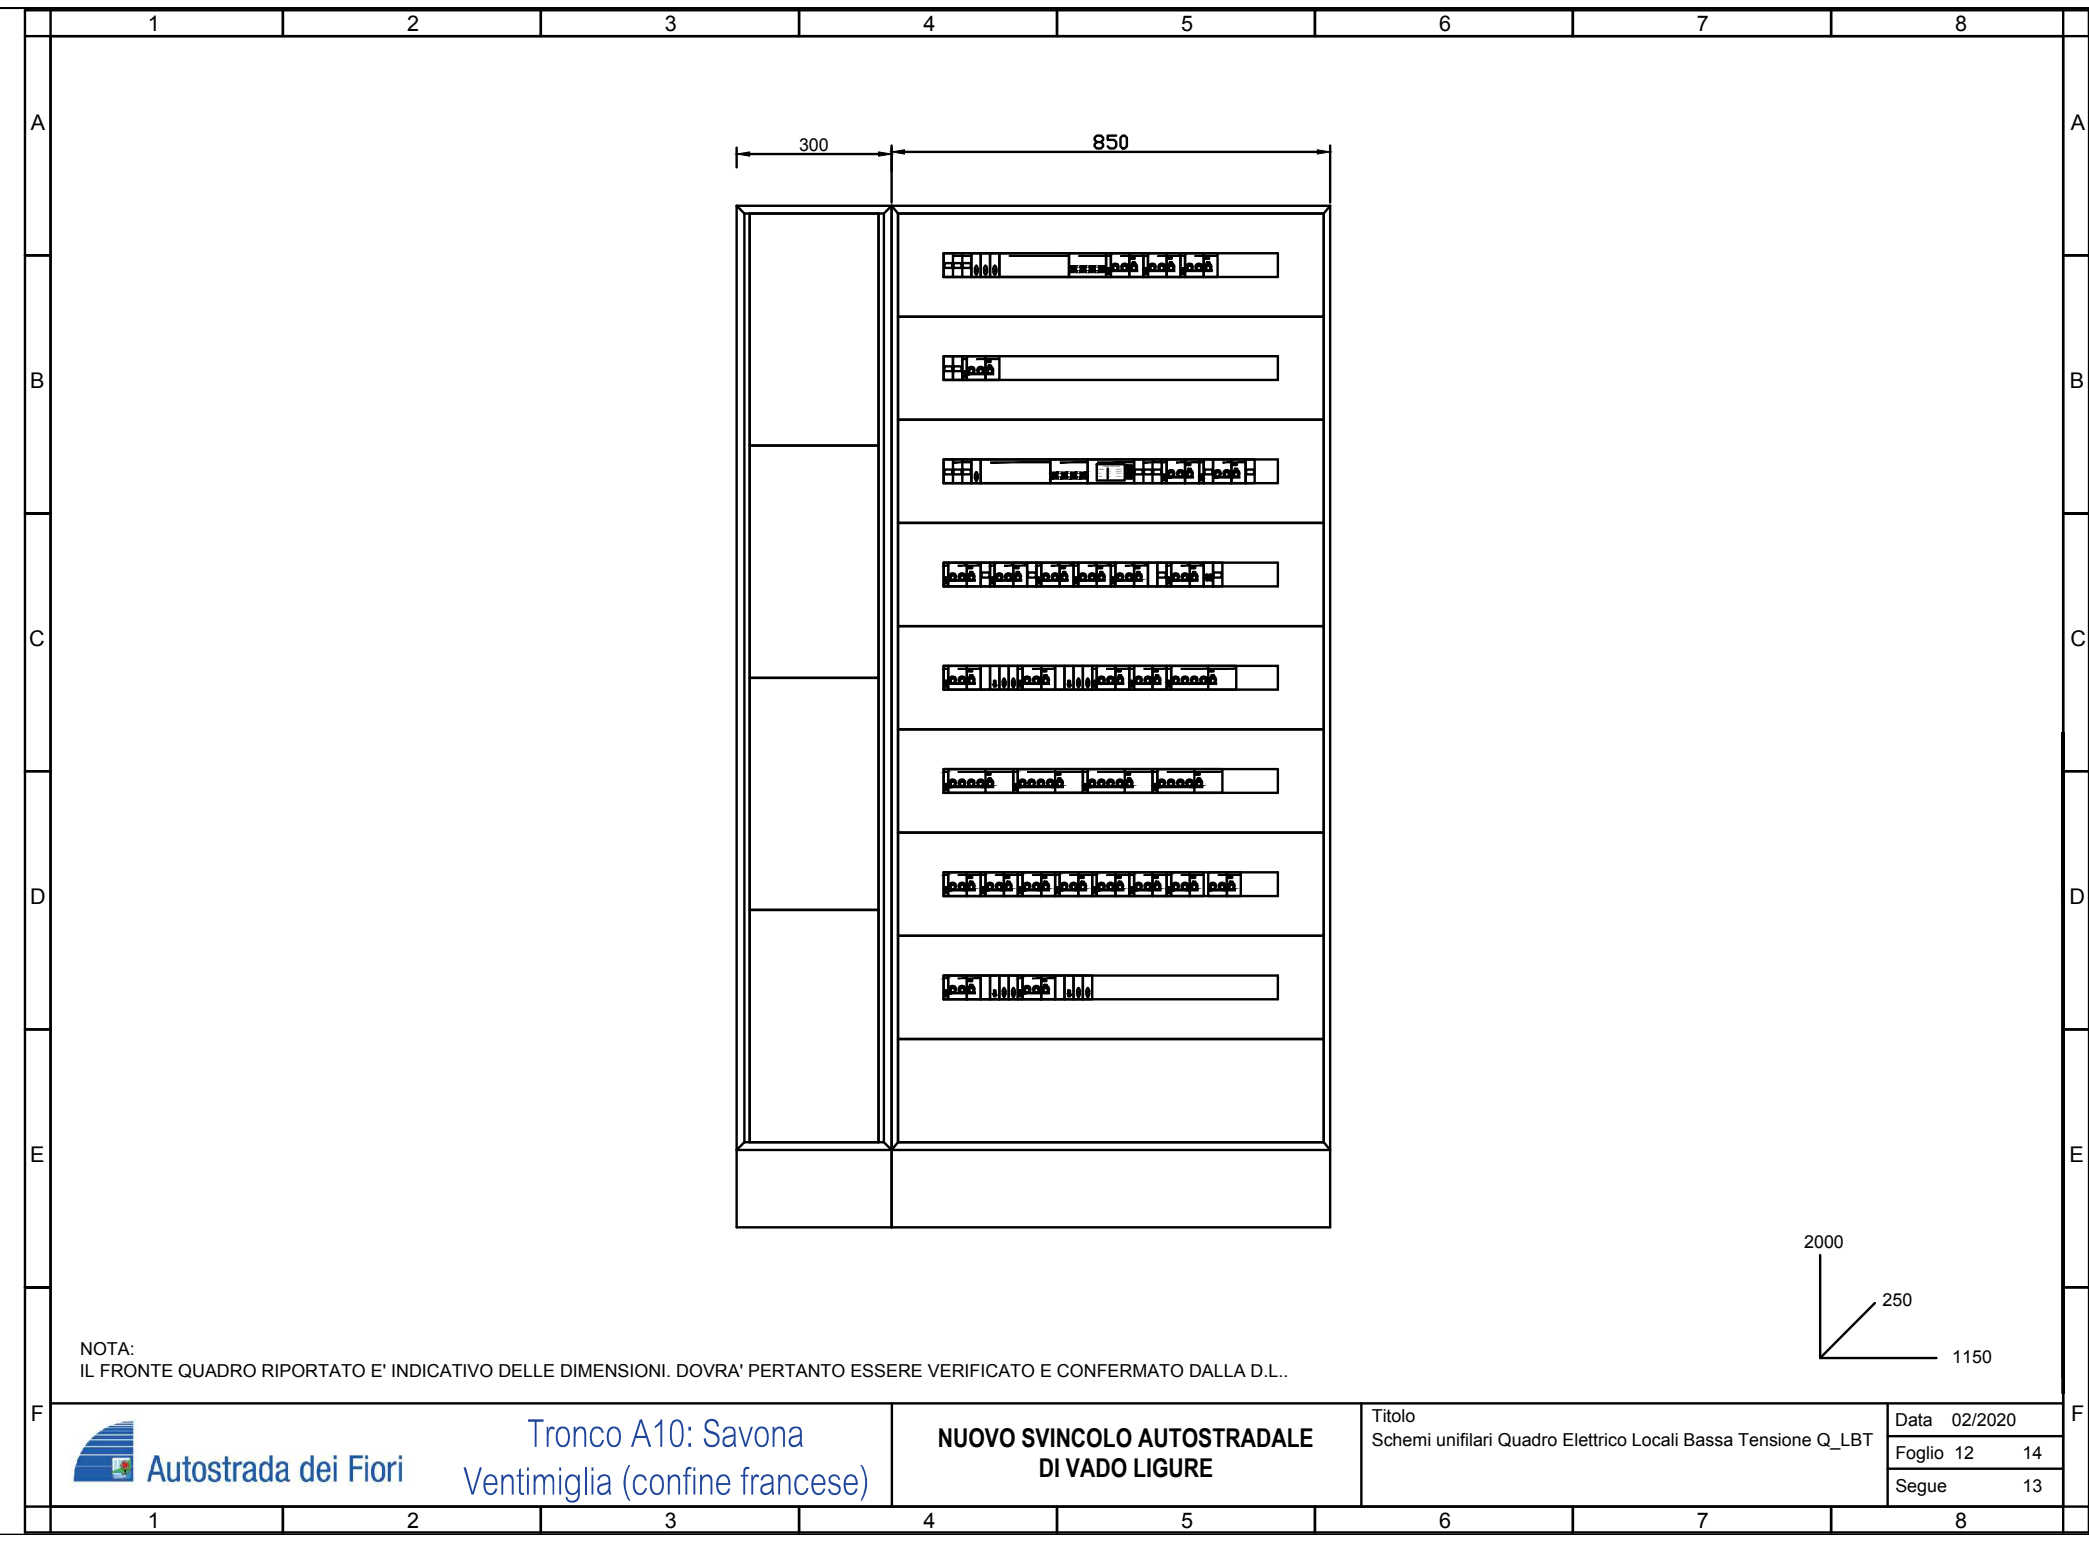 1 2 3 4 5 6 7 8
A A
300 850
B B
C C
D D
E E
2000
250
1150
NOTA:
IL FRONTE QUADRO RIPORTATO E' INDICATIVO DELLE DIMENSIONI. DOVRA' PERTANTO ESSERE VERIFICATO E CONFERMATO DALLA D.L..
F F
Autostrada dei Fiori
Tronco A10: Savona
Ventimiglia (confine francese)
NUOVO SVINCOLO AUTOSTRADALE
DI VADO LIGURE
Titolo
Schemi unifilari Quadro Elettrico Locali Bassa Tensione Q_LBT
Data 02/2020
Foglio 12 14
Segue 13
1 2 3 4 5 6 7 8